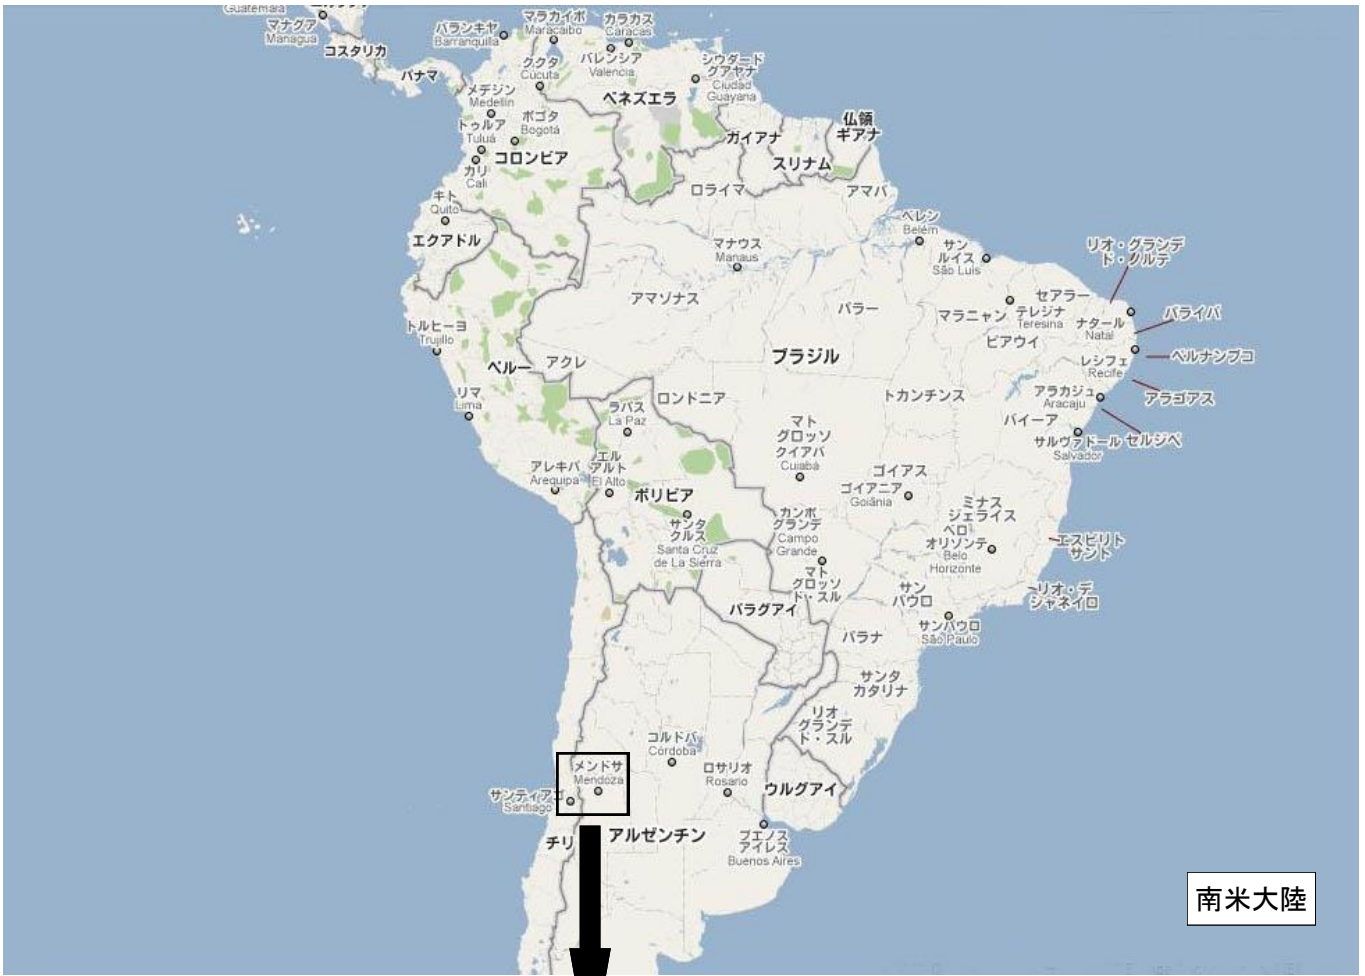 Guatemala
マナグア
Managua
コスタリカ
パナマ
バランキヤ
Barranquilla
マラカイボ
Maracaibo
カラカス
Caracas
ククタ
Cúcuta
バレンシア
Valencia
シウダード
グアヤナ
Ciudad
Guayana
ベネズエラ
メデジン
Medellín
ボゴタ
Bogotá
トゥルア
Tuluá
コロンビア
カリ
Cali
ガイアナ
スリナム
仏領
ギアナ
ロライマ
アマパ
キト
Quito
エクアドル
マナウス
Manaus
ベレン
Belém
サン
ルイス
São Luís
リオ・グランデ
ド・ノルテ
アマゾナス
パラー
マラニャン
テレジナ
Teresina
セアラー
ピアウイ
ナタール
Natal
パライバ
トルヒーヨ
Trujillo
ペルー
アクレ
ブラジル
レシフェ
Recife
ペルナンブコ
リマ
Lima
ラパス
La Paz
ロンドニア
トカンチンス
アラカジュ
Aracaju
アラゴアス
バイーア
マト
グロッソ
クイアバ
Cuiabá
サルヴァドール
Salvador
セルジペ
アレキパ
Arequipa
エル
アルト
El Alto
ボリビア
ゴイアス
ゴイアニア
Goiânia
サンタ
クルス
Santa Cruz
de La Sierra
カンポ
グランデ
Campo
Grande
ミナス
ジェライス
ベロ
オリゾンテ
Belo
Horizonte
エスピリト
サント
マト
グロッソ
ド・スル
サン
パウロ
リオ・デ
ジャネイロ
パラグアイ
サンパウロ
São Paulo
パラナ
サンタ
カタリナ
リオ
グランデ
ド・スル
コルドバ
Córdoba
メンドサ
Mendoza
ロサリオ
Rosario
ウルグアイ
サンティアゴ
Santiago
チリ
アルゼンチン
ブエノス
アイレス
Buenos Aires
南米大陸